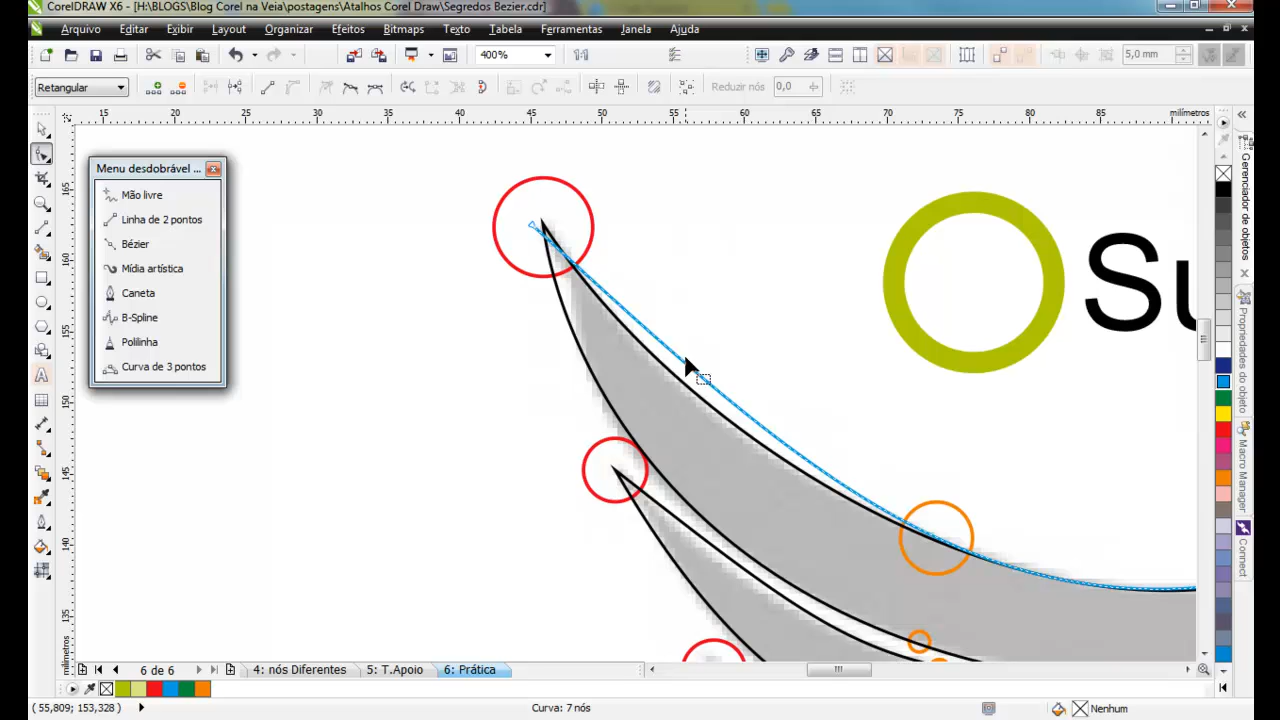 CorelDRAW X6 - [H:\BLOGS\Blog Corel na Veia\postagens\Atalhos Corel Draw\Segredos Bezier.cdr]
Arquivo Editar Exibir Layout Organizar Efeitos Bitmaps Texto Tabela Ferramentas Janela Ajuda
400% 5,0 mm
Retangular Reduzir nós 0,0
15 20 25 30 35 40 45 50 55 60 65 70 75 80 85 milímetros
Menu desdobrável ...
Mão livre
Linha de 2 pontos
Bézier
Mídia artística
Caneta
B-Spline
Polilinha
Curva de 3 pontos
165
160
155
150
145
140
135
milímetros
Su
Gerenciador de objetos
Propriedades do objeto
Macro Manager
Connect
6 de 6 4: nós Diferentes 5: T.Apoio 6: Prática
( 55,809; 153,328 ) Curva: 7 nós Nenhum